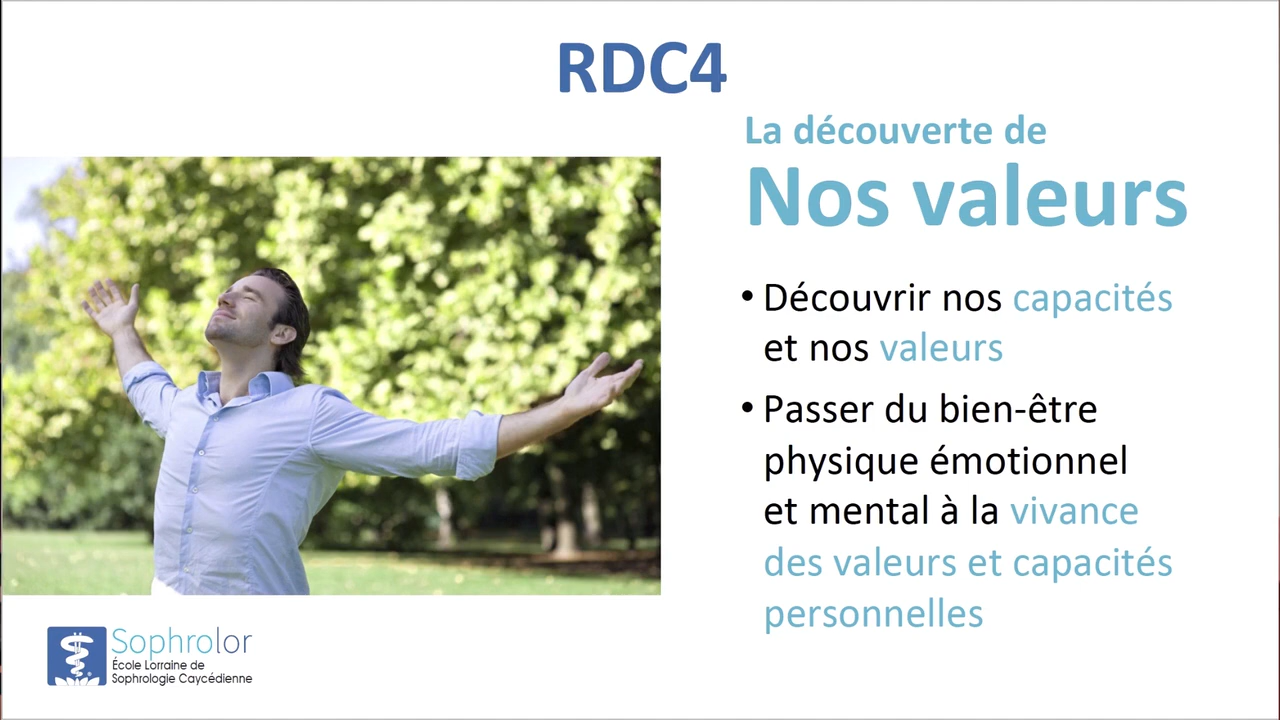 RDC4
La découverte de
Nos valeurs
• Découvrir nos capacités
et nos valeurs
• Passer du bien-être
physique émotionnel
et mental à la vivance
des valeurs et capacités
personnelles
Sophrolor
École Lorraine de
Sophrologie Caycédienne